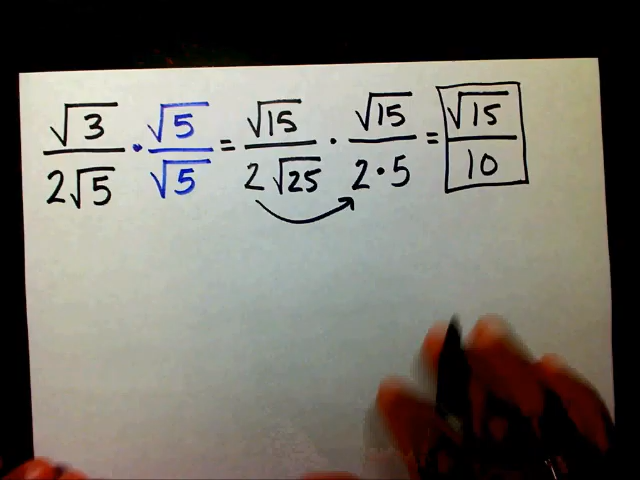 √3/2√5 · √5/√5 = √15/2√25 · √15/2·5 = √15/10